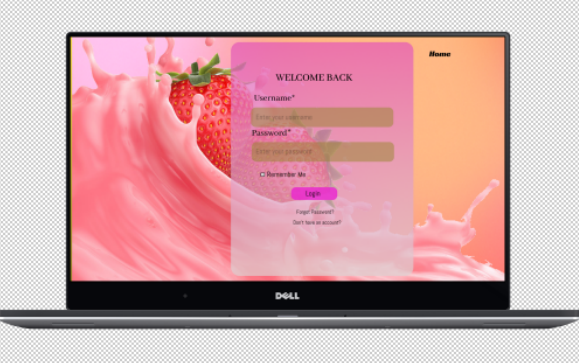 Home
WELCOME BACK
Username*
Enter your username
Password*
Enter your password
Remember Me
Login
Forgot Password?
Don't have an account?
DELL